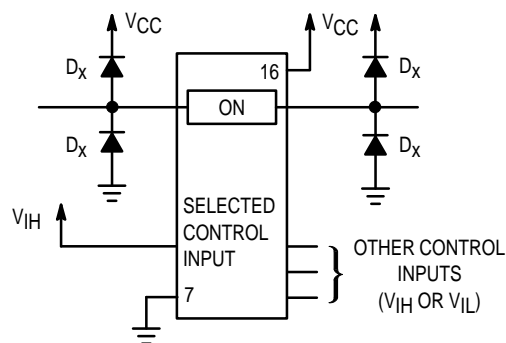 VCC
VCC
16
Dx
Dx
ON
Dx
Dx
VIH
SELECTED
CONTROL
INPUT
7
OTHER CONTROL
INPUTS
(VIH OR VIL)